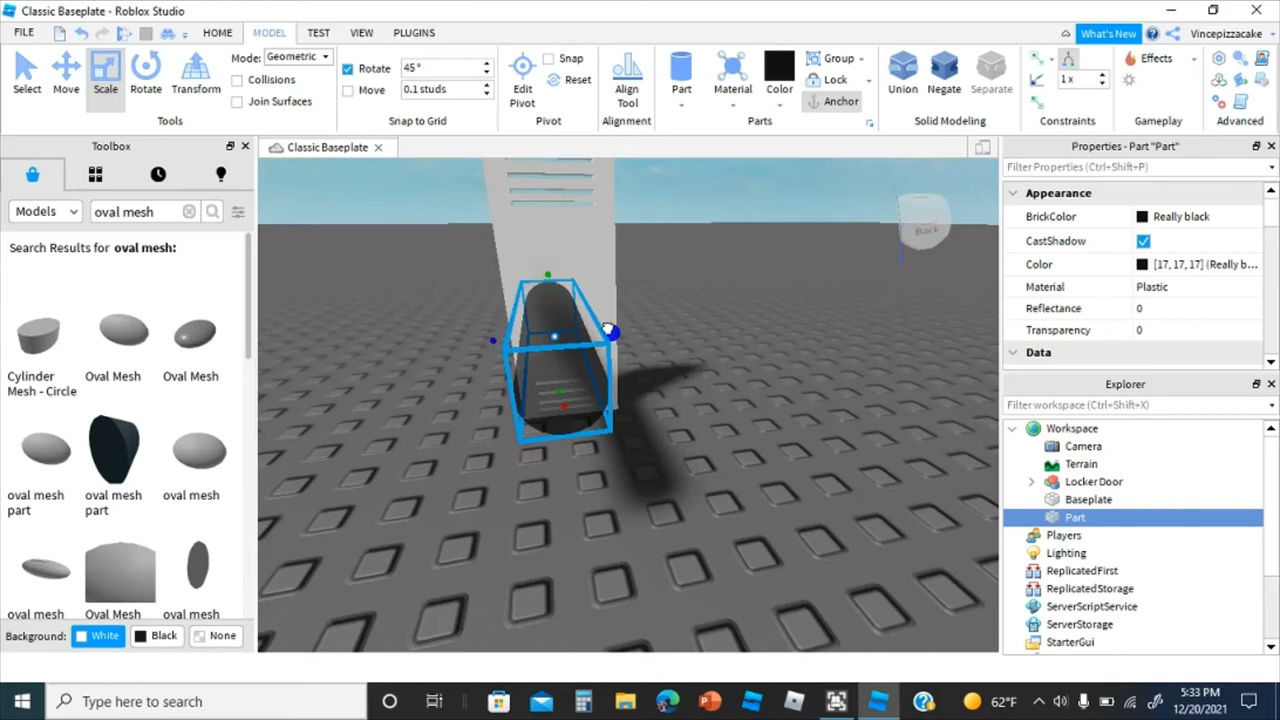 Classic Baseplate - Roblox Studio
FILE HOME MODEL TEST VIEW PLUGINS What's New Vincepizzacake
Select Move Scale Rotate Transform
Mode: Geometric
Collisions
Join Surfaces
Tools
Rotate 45°
Move 0.1 studs
Snap to Grid
Edit Pivot
Snap
Reset
Pivot
Align Tool
Alignment
Part Material Color
Group
Lock
Anchor
Parts
Union Negate Separate
Solid Modeling
1 x
Constraints
Effects
Gameplay
Advanced
Toolbox
Models oval mesh
Search Results for oval mesh:
Cylinder Mesh - Circle
Oval Mesh
Oval Mesh
oval mesh part
oval mesh part
oval mesh
oval mesh
Oval Mesh
oval mesh
Background: White Black None
Classic Baseplate
Back
Properties - Part "Part"
Filter Properties (Ctrl+Shift+P)
Appearance
BrickColor Really black
CastShadow
Color [17, 17, 17] (Really b...
Material Plastic
Reflectance 0
Transparency 0
Data
Explorer
Filter workspace (Ctrl+Shift+X)
Workspace
Camera
Terrain
Locker Door
Baseplate
Part
Players
Lighting
ReplicatedFirst
ReplicatedStorage
ServerScriptService
ServerStorage
StarterGui
Type here to search
62°F
5:33 PM
12/20/2021